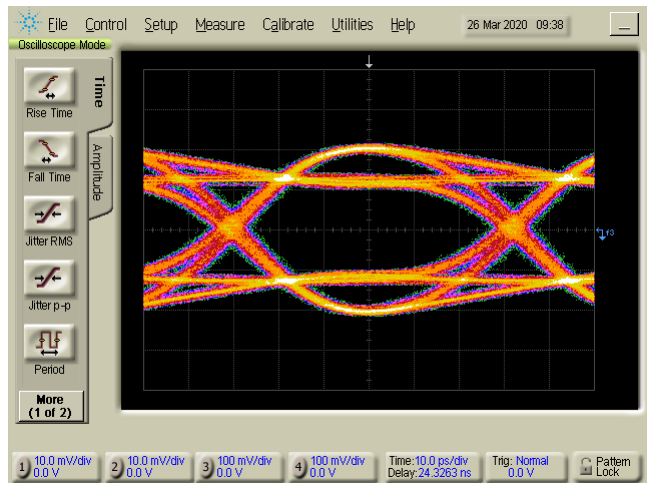 File Control Setup Measure Calibrate Utilities Help 26 Mar 2020 09:38
Oscilloscope Mode
Time
Amplitude
Rise Time
Fall Time
Jitter RMS
Jitter p-p
Period
More
(1 of 2)
1 10.0 mV/div
0.0 V
2 10.0 mV/div
0.0 V
3 100 mV/div
0.0 V
4 100 mV/div
0.0 V
Time:10.0 ps/div
Delay:24.3263 ns
Trig: Normal
0.0 V
Pattern
Lock